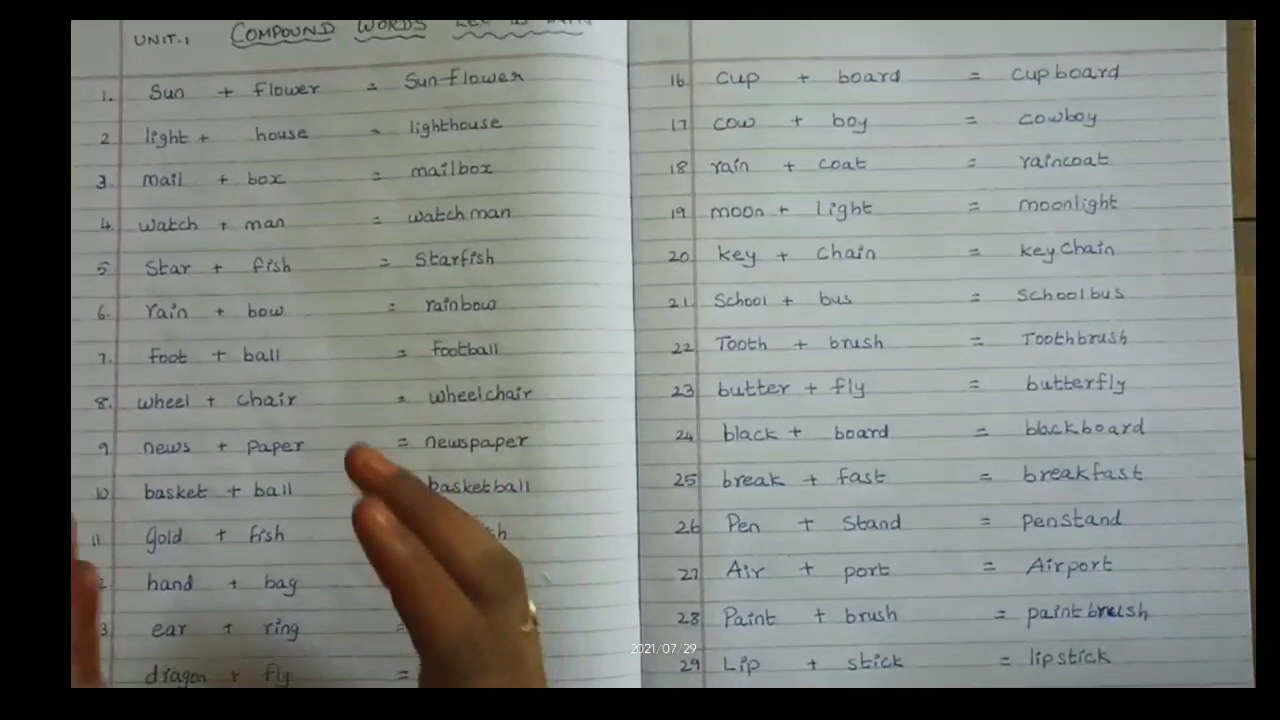 UNIT-1 COMPOUND WORDS
1. Sun + flower = Sunflower
2 light + house = lighthouse
3. mail + box = mailbox
4. watch + man = watchman
5 Star + fish = Starfish
6. rain + bow = rainbow
7. foot + ball = football
8. wheel + chair = wheelchair
9. news + paper = newspaper
10 basket + ball basketball
11 gold + fish
hand + bag
ear + ring =
dragon + fly =
16. cup + board = cupboard
17 cow + boy = cowboy
18 rain + coat = raincoat
19 moon + light = moonlight
20 key + chain = keychain
21 School + bus = Schoolbus
22 Tooth + brush = Toothbrush
23 butter + fly = butterfly
24 black + board = blackboard
25 break + fast = breakfast
26 Pen + Stand = penstand
27 Air + port = Airport
28 Paint + brush = paintbrush
29 Lip + stick = lipstick
2021/07/29